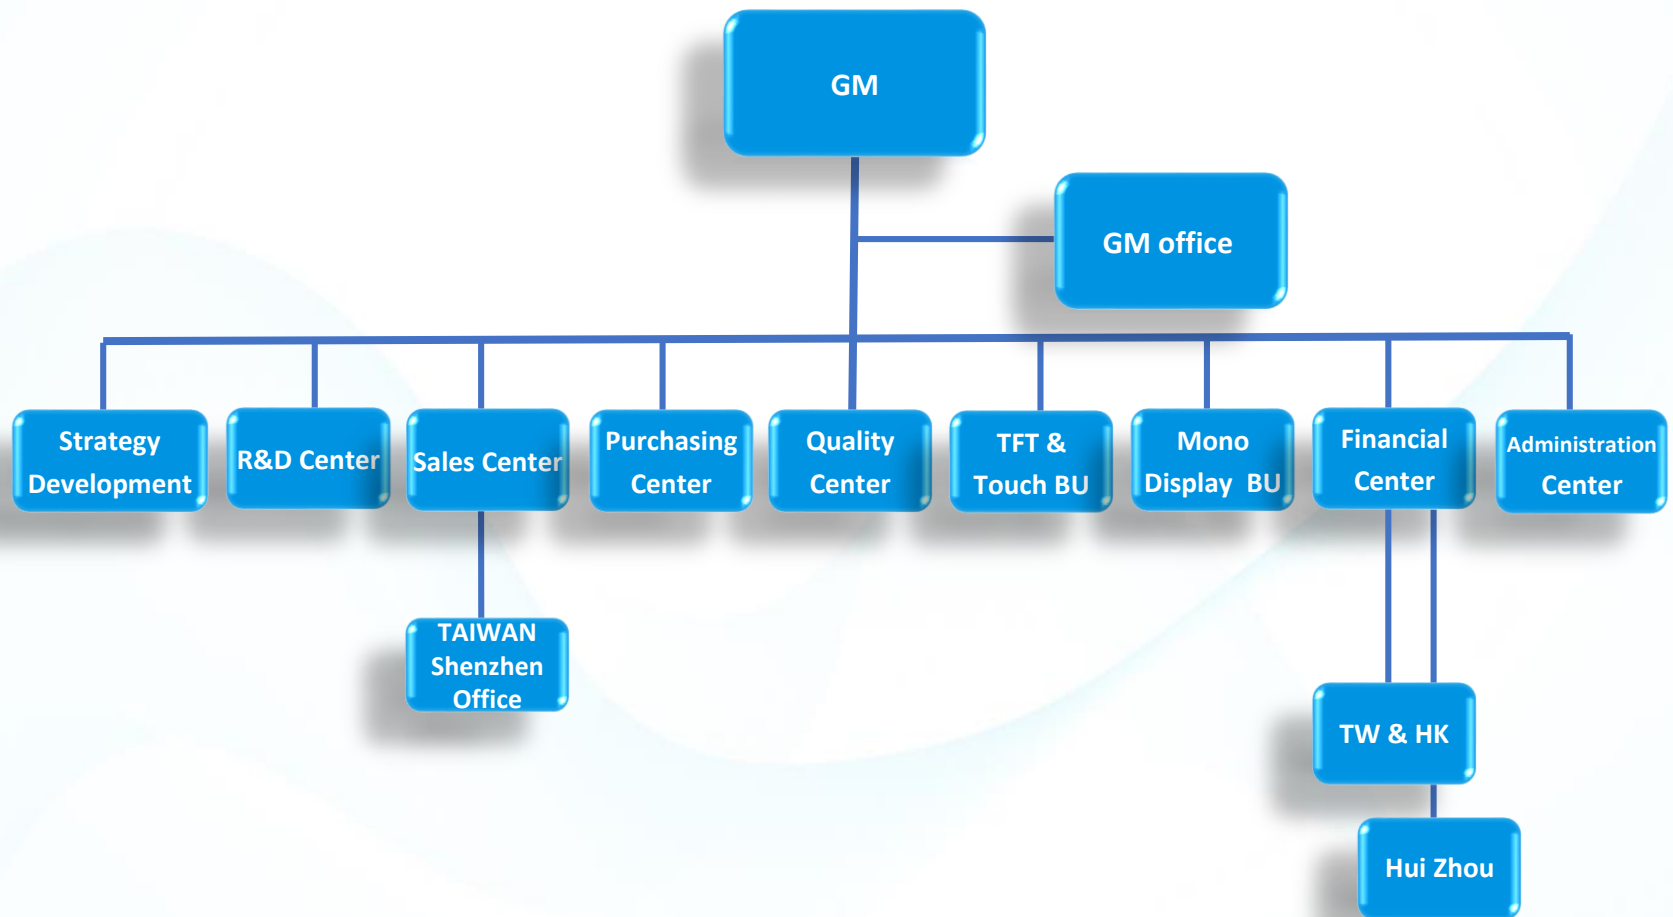 GM
GM office
Strategy
Development
R&D Center
Sales Center
Purchasing
Center
Quality
Center
TFT &
Touch BU
Mono
Display  BU
Financial
Center
Administration
Center
TAIWAN
Shenzhen
Office
TW & HK
Hui Zhou